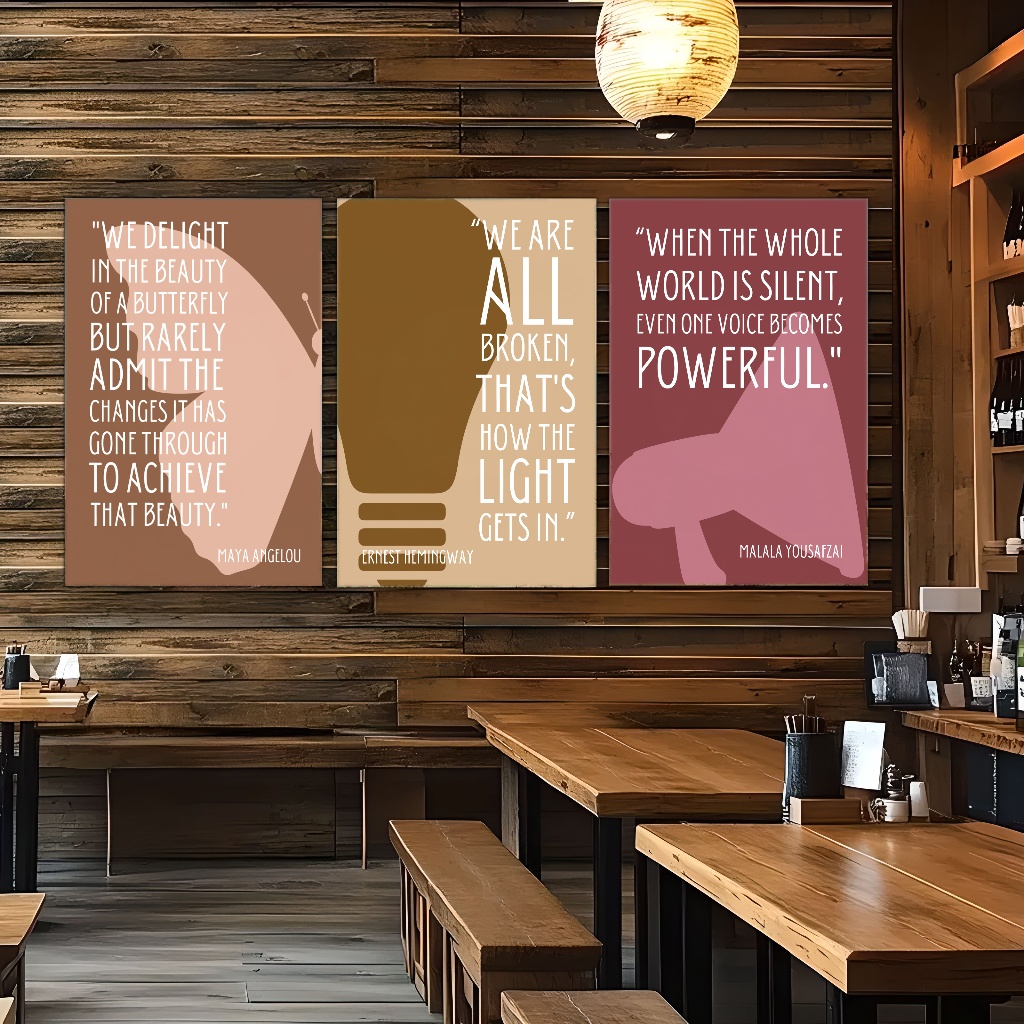 "WE DELIGHT
IN THE BEAUTY
OF A BUTTERFLY
BUT RARELY
ADMIT THE
CHANGES IT HAS
GONE THROUGH
TO ACHIEVE
THAT BEAUTY."
MAYA ANGELOU
“WE ARE
ALL
BROKEN,
THAT'S
HOW THE
LIGHT
GETS IN.”
ERNEST HEMINGWAY
“WHEN THE WHOLE
WORLD IS SILENT,
EVEN ONE VOICE BECOMES
POWERFUL."
MALALA YOUSAFZAI